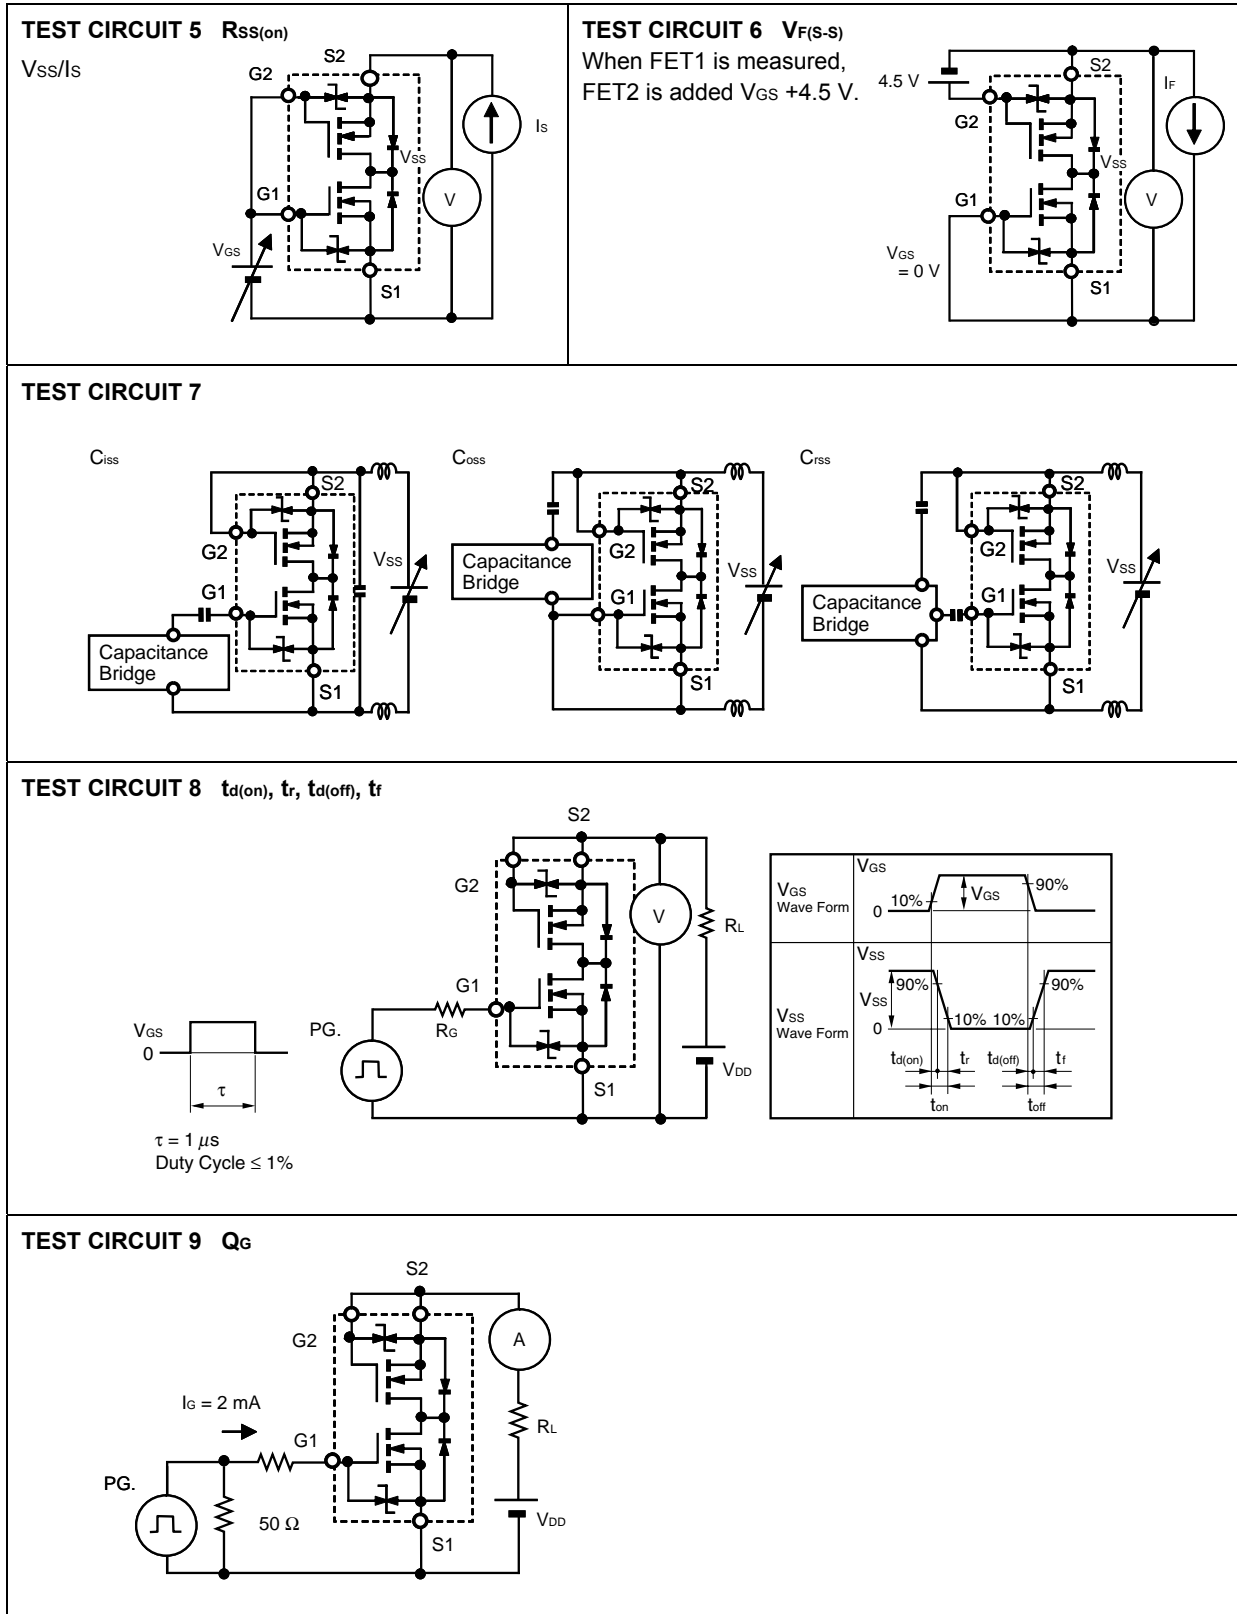 TEST CIRCUIT 5 RSS(on)
VSS/IS
S2
G2
IS
VSS
G1
V
VGS
S1
TEST CIRCUIT 6 VF(S-S)
When FET1 is measured,
FET2 is added VGS +4.5 V.
4.5 V
S2
IF
G2
VSS
G1
V
VGS
= 0 V
S1
TEST CIRCUIT 7
Ciss
S2
G2
VSS
G1
Capacitance
Bridge
S1
Coss
S2
G2
Capacitance
Bridge
VSS
G1
S1
Crss
S2
G2
VSS
G1
Capacitance
Bridge
S1
TEST CIRCUIT 8 td(on), tr, td(off), tf
S2
G2
V
RL
G1
PG.
RG
VGS
0
τ
VDD
S1
τ = 1 μs
Duty Cycle ≤ 1%
VGS
Wave Form
VGS
10%
0
VGS
90%
VSS
Wave Form
VSS
90%
90%
VSS
10% 10%
0
td(on) tr td(off) tf
ton toff
TEST CIRCUIT 9 QG
S2
G2
A
IG = 2 mA
RL
G1
PG.
50 Ω
VDD
S1